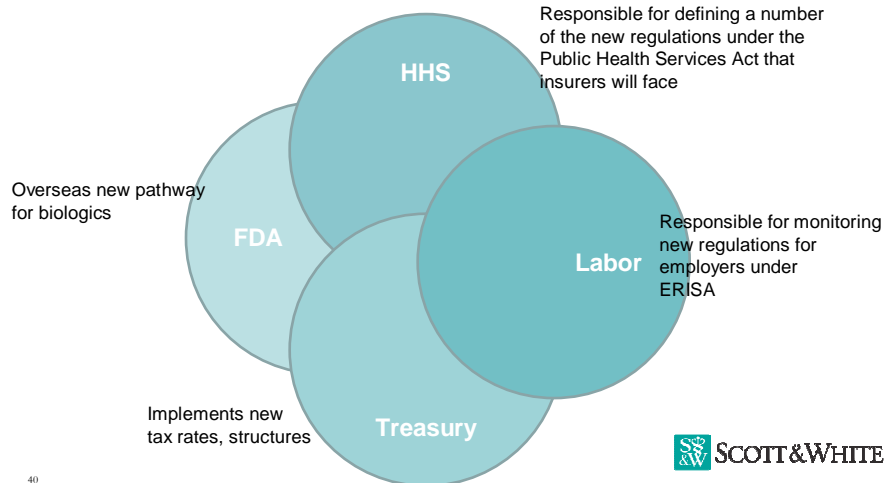 Responsible for defining a number
of the new regulations under the
Public Health Services Act that
insurers will face
HHS
Overseas new pathway
for biologics
FDA
Labor
Responsible for monitoring
new regulations for
employers under
ERISA
Implements new
tax rates, structures
Treasury
S&W SCOTT & WHITE
40